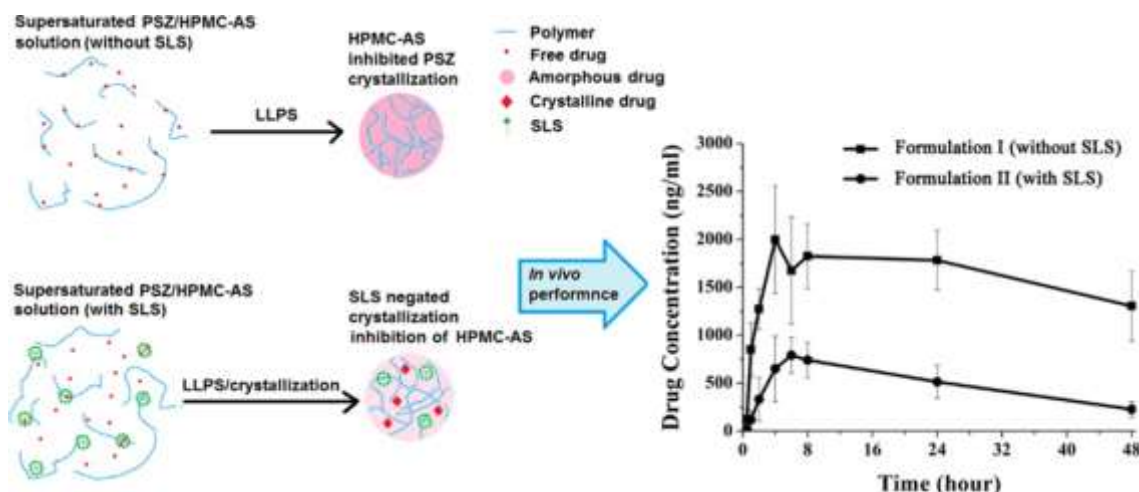 Supersaturated PSZ/HPMC-AS
solution (without SLS)
LLPS
HPMC-AS
inhibited PSZ
crystallization
Polymer
Free drug
Amorphous drug
Crystalline drug
SLS
Supersaturated PSZ/HPMC-AS
solution (with SLS)
LLPS/crystallization
SLS negated
crystallization
inhibition of HPMC-AS
In vivo
performnce
Drug Concentration (ng/ml)
3000
2500
2000
1500
1000
500
0
Formulation I (without SLS)
Formulation II (with SLS)
0 8 16 24 32 40 48
Time (hour)